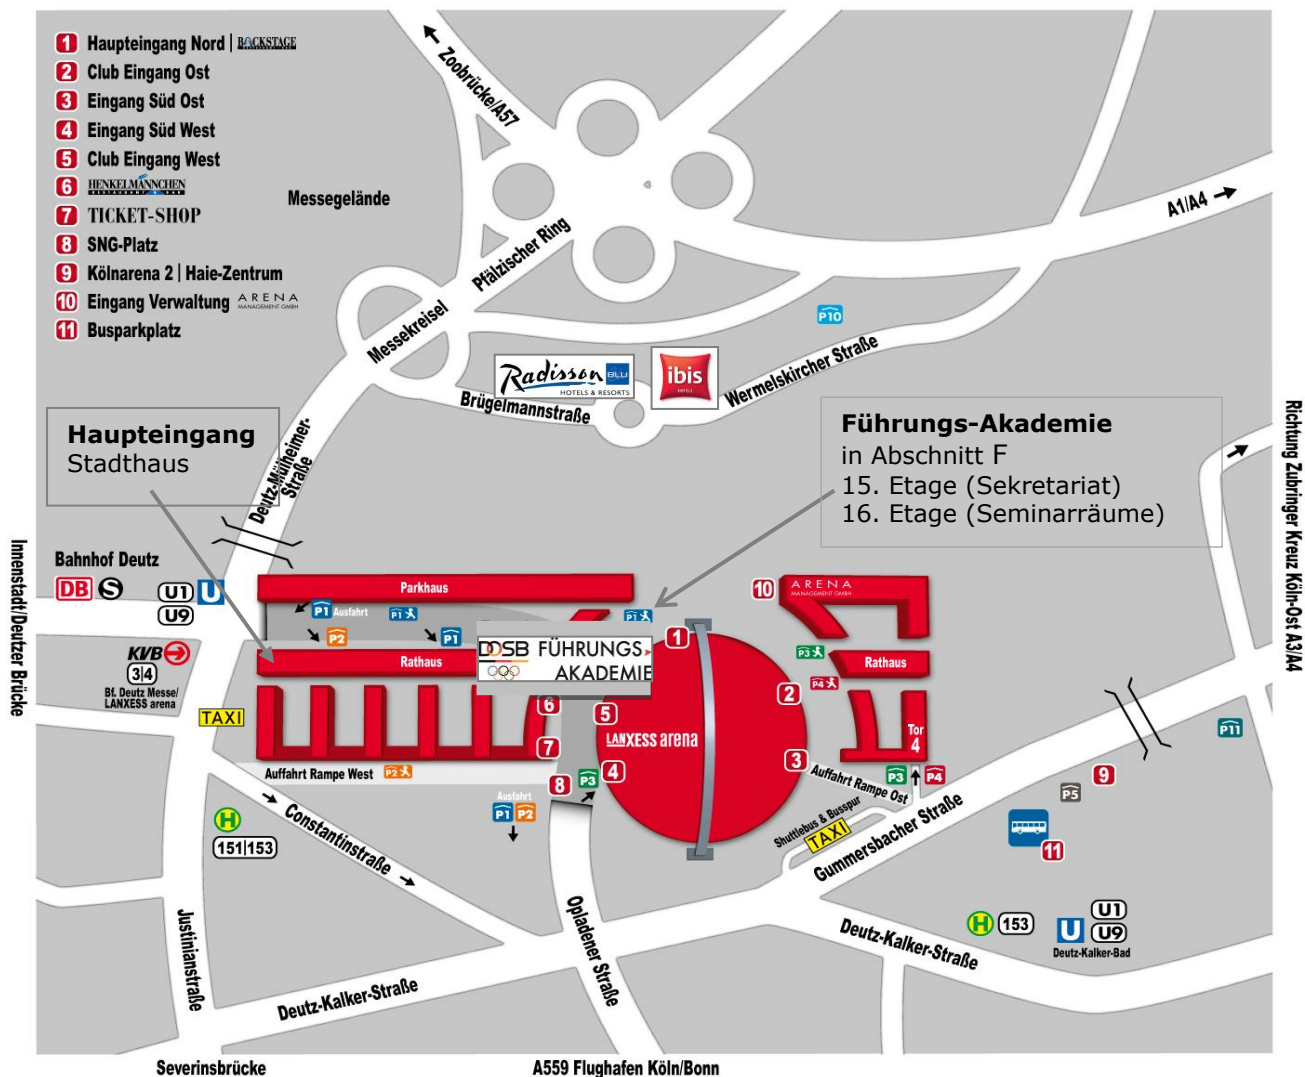 1 Haupteingang Nord | BACKSTAGE
2 Club Eingang Ost
3 Eingang Süd Ost
4 Eingang Süd West
5 Club Eingang West
6 HENKELMÄNNCHEN
RESTAURANT BAR
7 TICKET-SHOP
8 SNG-Platz
9 Kölnarena 2 | Haie-Zentrum
10 Eingang Verwaltung ARENA
MANAGEMENT GMBH
11 Busparkplatz
Zoobrücke/A57
Messegelände
A1/A4
Pfälzischer Ring
Messekreisel
P10
Radisson BLU
HOTELS & RESORTS
ibis
HOTEL
Wermelskircher Straße
Brügelmannstraße
Haupteingang
Stadthaus
Deutz-Mülheimer-
Straße
Führungs-Akademie
in Abschnitt F
15. Etage (Sekretariat)
16. Etage (Seminarräume)
Richtung Zubringer Kreuz Köln-Ost A3/A4
Innenstadt/Deutzer Brücke
Bahnhof Deutz
DB S
U1 U
U9
KVB
3|4
Bf. Deutz Messe/
LANXESS arena
TAXI
Parkhaus
P1 Ausfahrt
P1
P2
P1
P1
Rathaus
DOSB FÜHRUNGS-
AKADEMIE
10
ARENA
MANAGEMENT GMBH
1
P3
Rathaus
P4
2
6
5
7
LANXESS arena
Tor
4
3
4
P3
8
Auffahrt Rampe West
P2
Auffahrt Rampe Ost
P3
P4
Ausfahrt
P1 P2
Shuttlebus & Busspur
TAXI
Gummersbacher Straße
P11
9
P5
11
H
151|153
Constantinstraße
Justinianstraße
Opladener Straße
Deutz-Kalker-Straße
Deutz-Kalker-Straße
H 153
U U1
U9
Deutz-Kalker-Bad
Severinsbrücke
A559 Flughafen Köln/Bonn